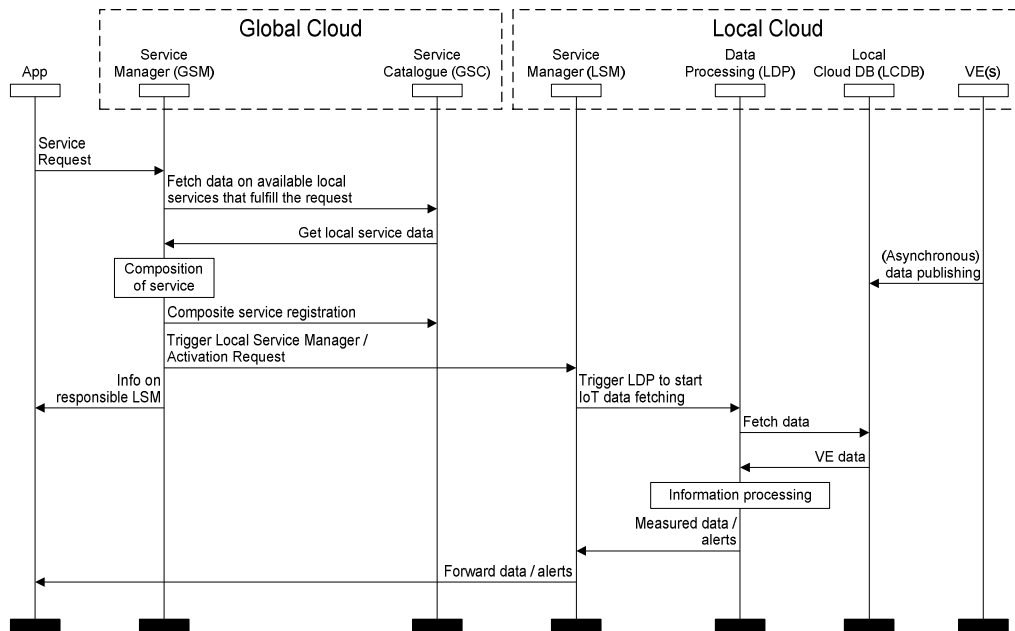 Global Cloud
Local Cloud
App
Service
Manager (GSM)
Service
Catalogue (GSC)
Service
Manager (LSM)
Data
Processing (LDP)
Local
Cloud DB (LCDB)
VE(s)
Service
Request
Fetch data on available local
services that fulfill the request
Get local service data
(Asynchronous)
data publishing
Composition
of service
Composite service registration
Trigger Local Service Manager /
Activation Request
Info on
responsible LSM
Trigger LDP to start
IoT data fetching
Fetch data
VE data
Information processing
Measured data /
alerts
Forward data / alerts